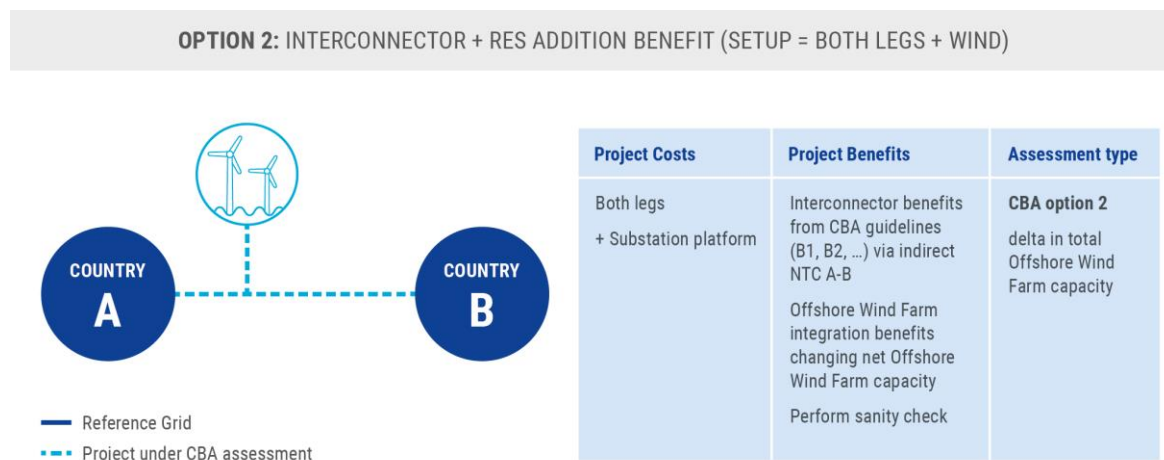 OPTION 2: INTERCONNECTOR + RES ADDITION BENEFIT (SETUP = BOTH LEGS + WIND)
COUNTRY
A
COUNTRY
B
Reference Grid
Project under CBA assessment
Project Costs
Project Benefits
Assessment type
Both legs
+ Substation platform
Interconnector benefits
from CBA guidelines
(B1, B2, ...) via indirect
NTC A-B
Offshore Wind Farm
integration benefits
changing net Offshore
Wind Farm capacity
Perform sanity check
CBA option 2
delta in total
Offshore Wind
Farm capacity